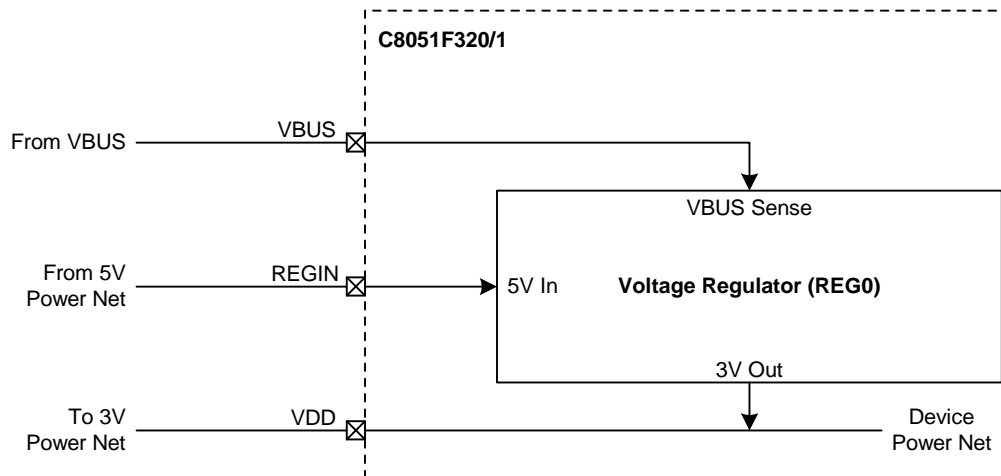 C8051F320/1
From VBUS
VBUS
VBUS Sense
From 5V
Power Net
REGIN
5V In
Voltage Regulator (REG0)
3V Out
To 3V
Power Net
VDD
Device
Power Net